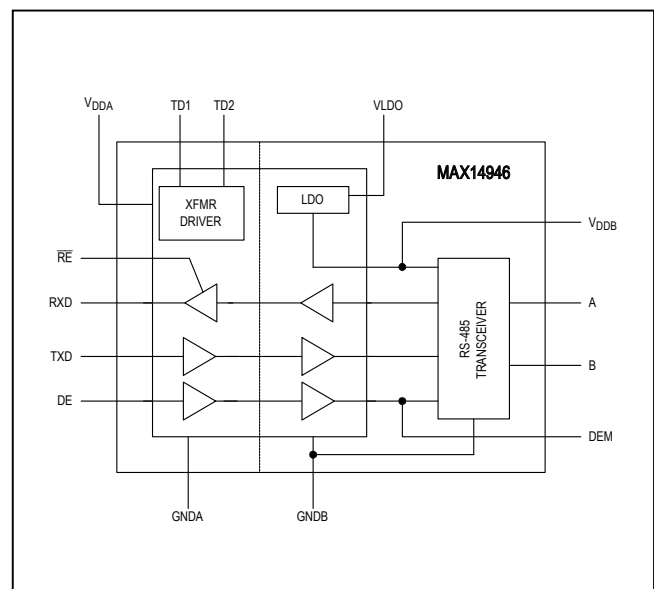 VDDA TD1 TD2 VLDO
MAX14946
XFMR
DRIVER
LDO
VDDB
RE
RXD
A
RS-485
TRANSCEIVER
TXD
B
DE
DEM
GNDA GNDB